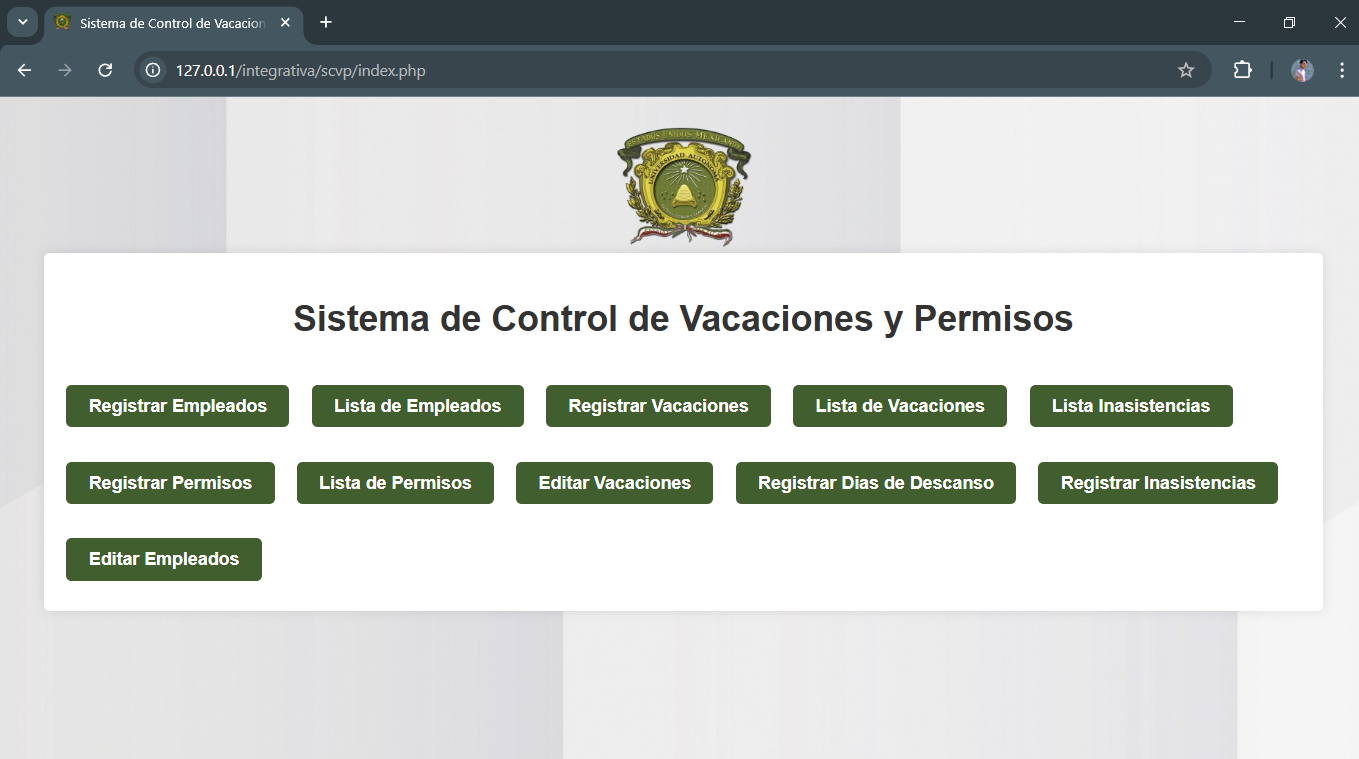 Sistema de Control de Vacacion
127.0.0.1/integrativa/scvp/index.php
ESTADOS UNIDOS MEXICANOS
UNIVERSIDAD AUTÓNOMA
Sistema de Control de Vacaciones y Permisos
Registrar Empleados Lista de Empleados Registrar Vacaciones Lista de Vacaciones Lista Inasistencias
Registrar Permisos Lista de Permisos Editar Vacaciones Registrar Dias de Descanso Registrar Inasistencias
Editar Empleados